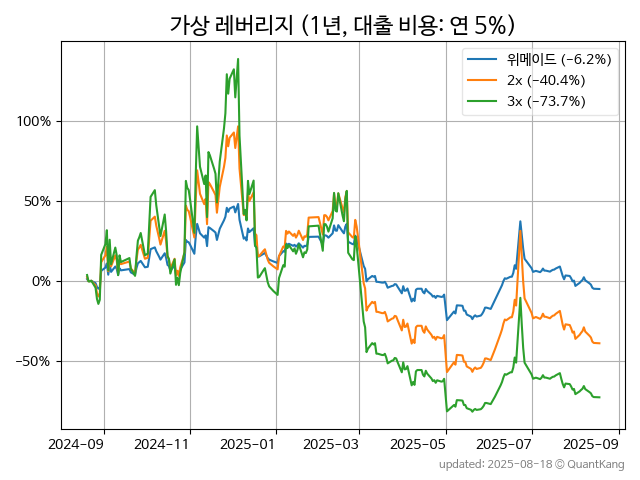 가상 레버리지 (1년, 대출 비용: 연 5%)
위메이드 (-6.2%)
2x (-40.4%)
3x (-73.7%)
100%
50%
0%
-50%
2024-09 2024-11 2025-01 2025-03 2025-05 2025-07 2025-09
updated: 2025-08-18 © QuantKang